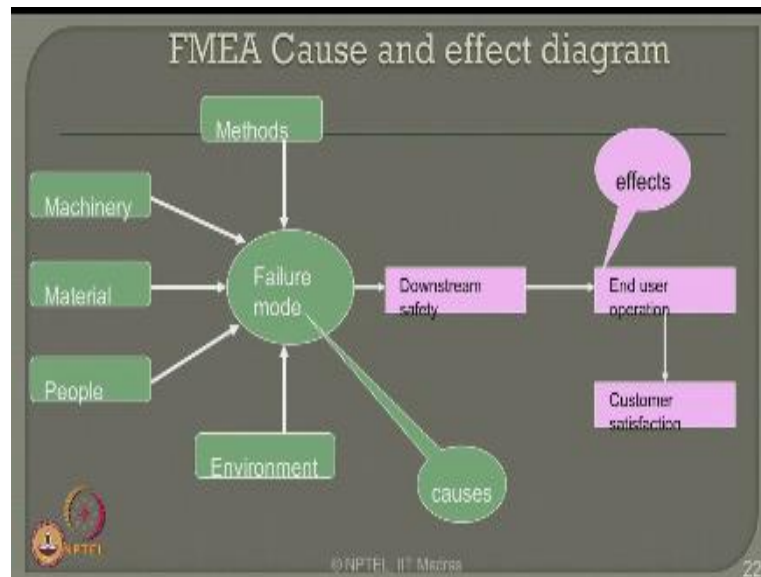 FMEA Cause and effect diagram
Methods
Machinery
Material
People
Environment
Failure
mode
causes
Downstream
safety
effects
End user
operation
Customer
satisfaction
NPTEL
© NPTEL, IIT Madras
22